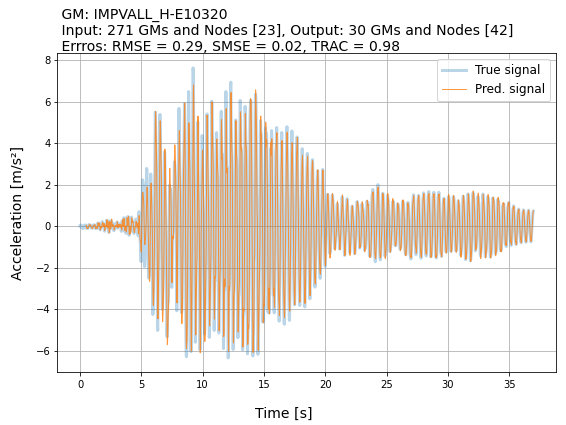 GM: IMPVALL_H-E10320
Input: 271 GMs and Nodes [23], Output: 30 GMs and Nodes [42]
Errros: RMSE = 0.29, SMSE = 0.02, TRAC = 0.98
True signal
Pred. signal
8
6
4
2
0
−2
−4
−6
Acceleration [m/s²]
0 5 10 15 20 25 30 35
Time [s]